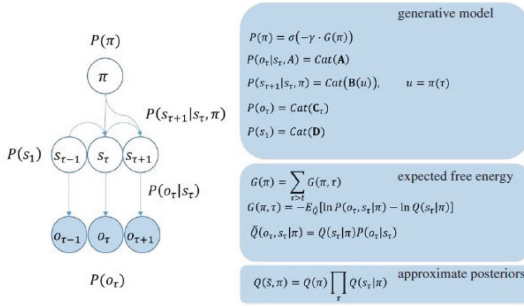 P(π)
π
P(s_{τ+1}|s_τ, π)
P(s_1)
s_{τ−1}
s_τ
s_{τ+1}
P(o_τ|s_τ)
o_{τ−1}
o_τ
o_{τ+1}
P(o_τ)
generative model
P(π) = σ(−γ · G(π))
P(o_τ|s_τ, A) = Cat(A)
P(s_{τ+1}|s_τ, π) = Cat(B(u)), u = π(τ)
P(o_τ) = Cat(C_τ)
P(s_1) = Cat(D)
expected free energy
G(π) = ∑_{τ>t} G(π, τ)
G(π, τ) = −E_{Q̃}[ln P(o_τ, s_τ|π) − ln Q(s_τ|π)]
Q̃(o_τ, s_τ|π) = Q(s_τ|π)P(o_τ|s_τ)
approximate posteriors
Q(s̃, π) = Q(π) ∏_τ Q(s_τ|π)